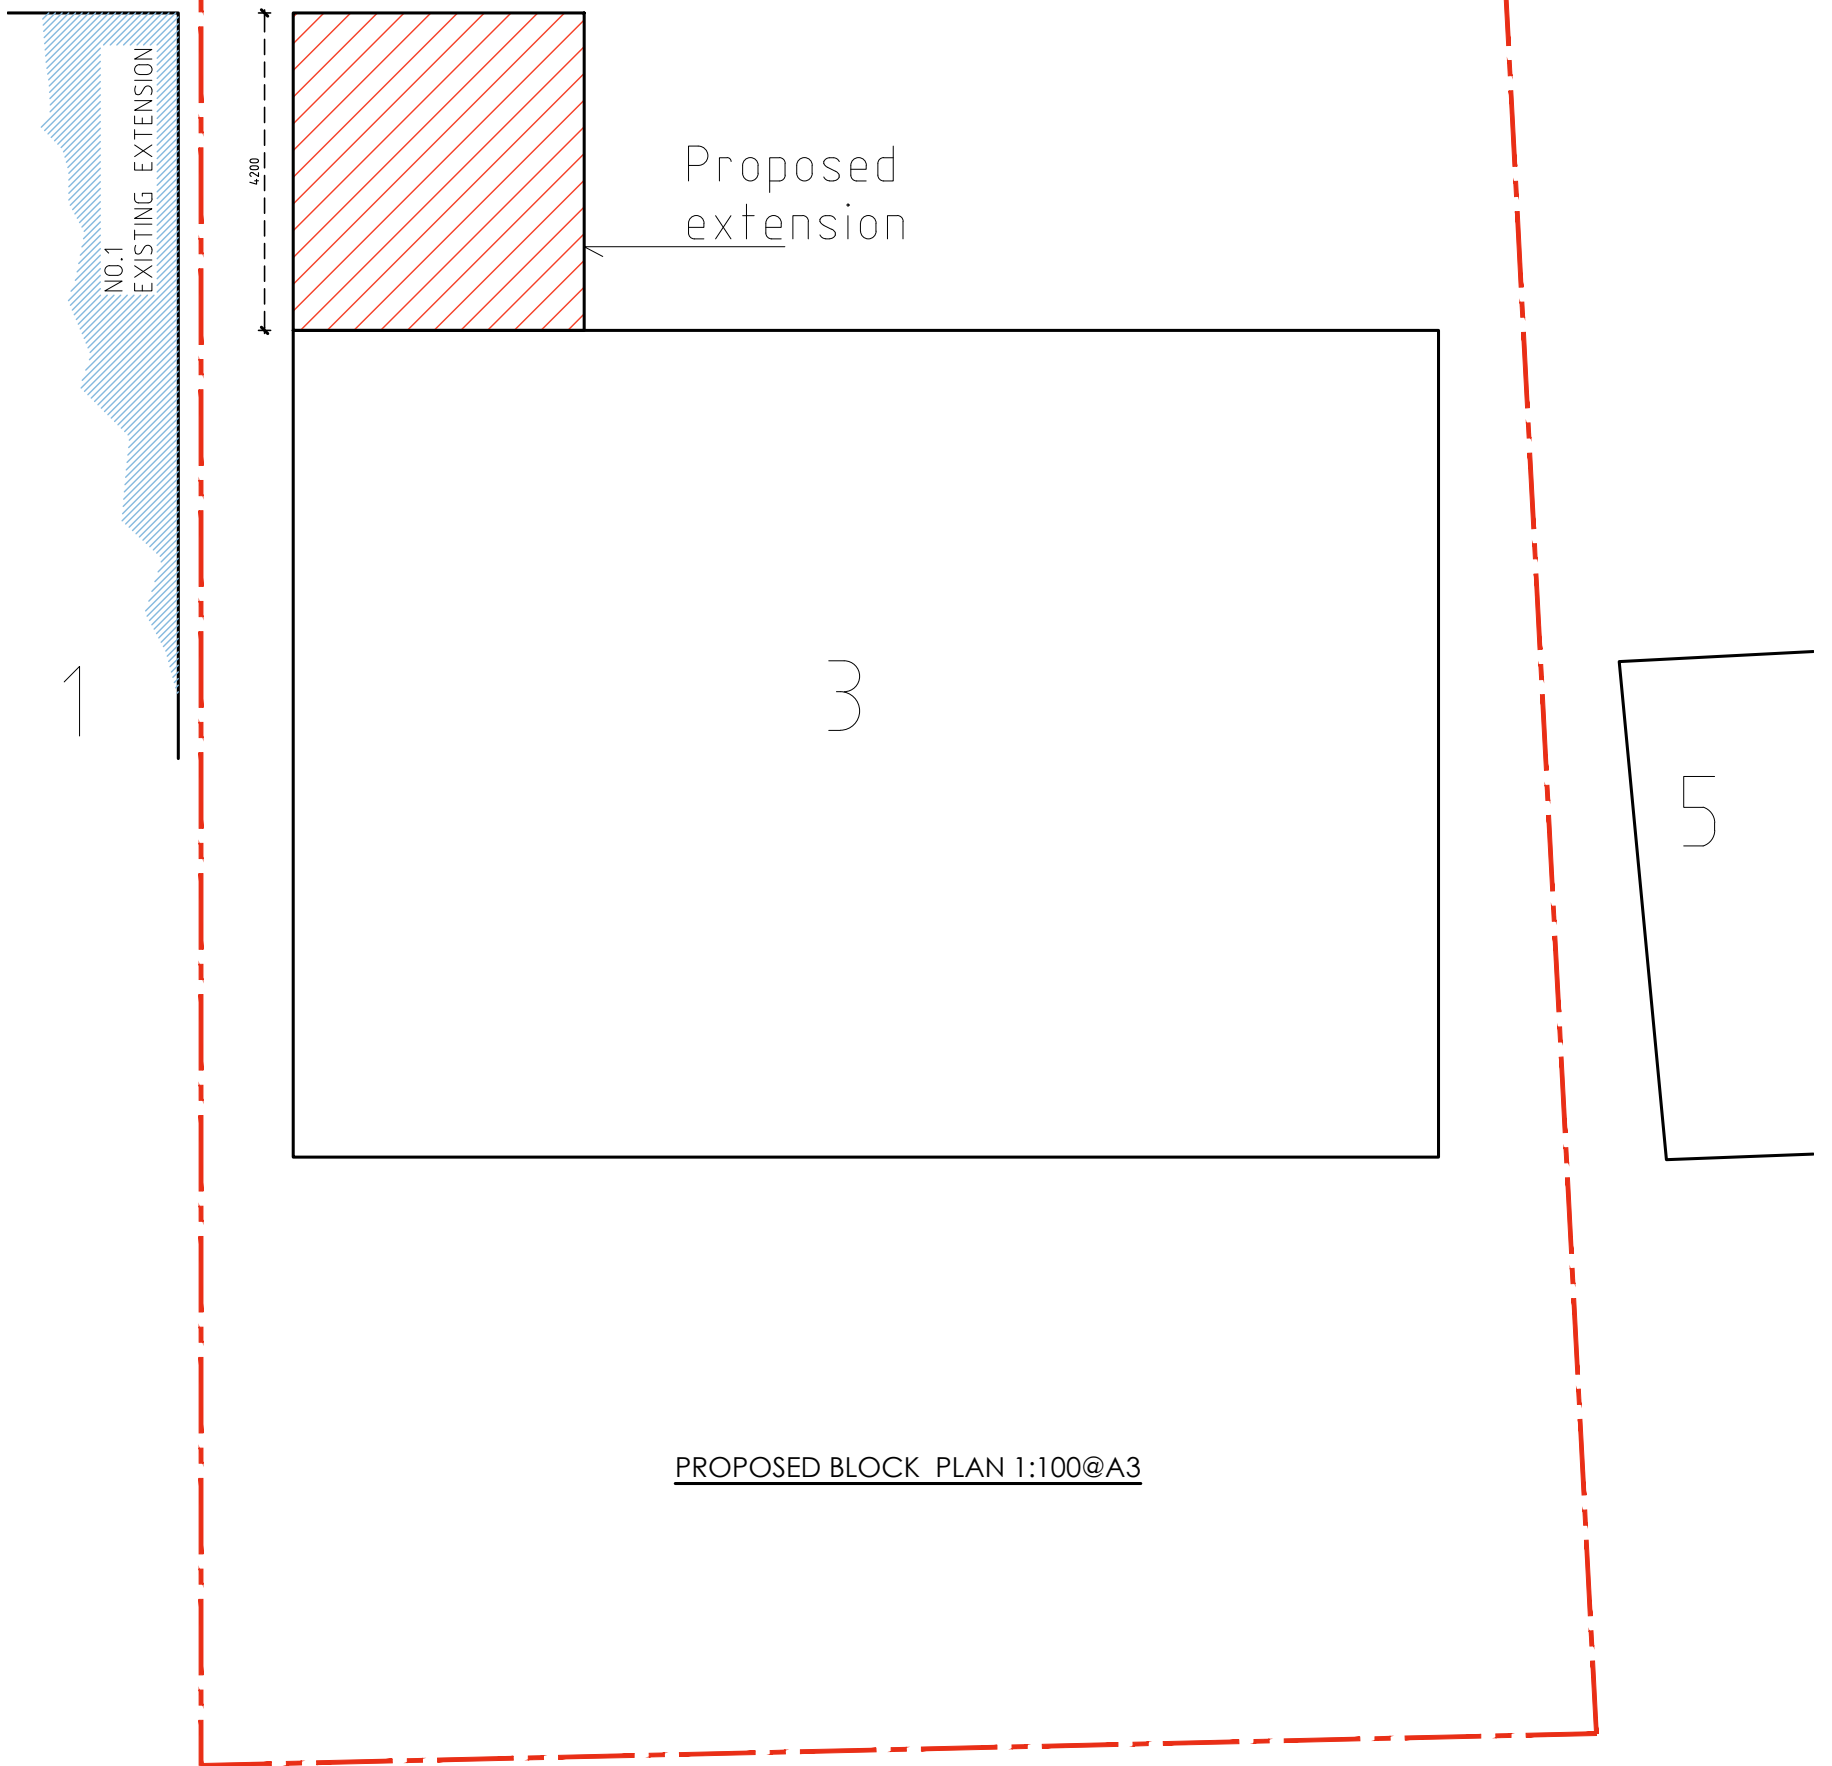 NO.1
EXISTING EXTENSION
4200
Proposed
extension
1
3
5
PROPOSED BLOCK PLAN 1:100@A3